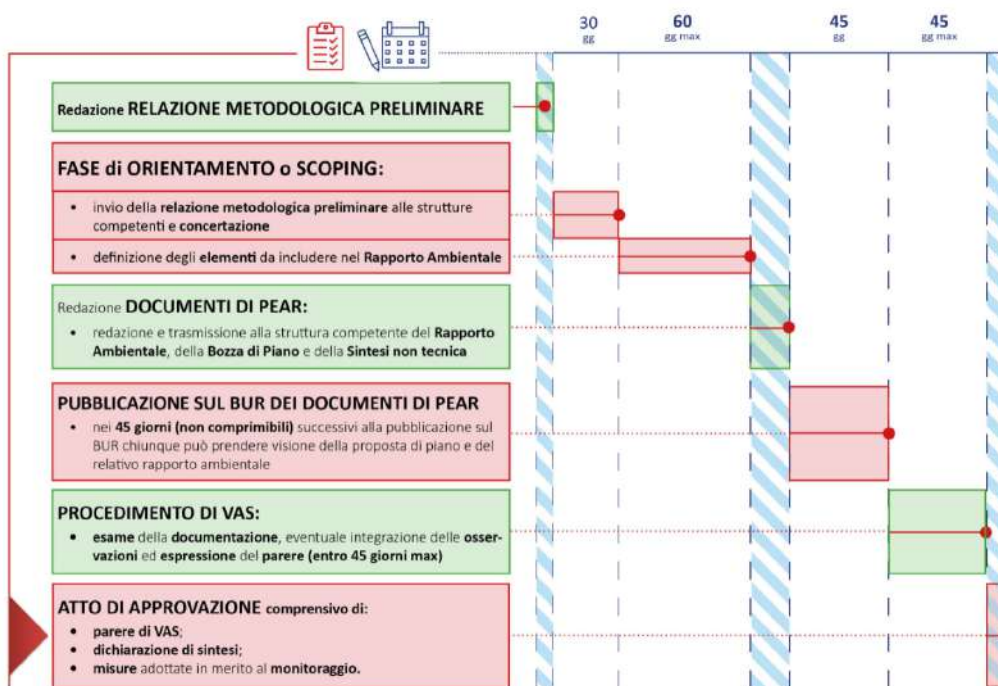 30 60 45 45
gg gg max gg gg max
Redazione RELAZIONE METODOLOGICA PRELIMINARE
FASE di ORIENTAMENTO o SCOPING:
• invio della relazione metodologica preliminare alle strutture
competenti e concertazione
• definizione degli elementi da includere nel Rapporto Ambientale
Redazione DOCUMENTI DI PEAR:
• redazione e trasmissione alla struttura competente del Rapporto
Ambientale, della Bozza di Piano e della Sintesi non tecnica
PUBBLICAZIONE SUL BUR DEI DOCUMENTI DI PEAR
• nei 45 giorni (non comprimibili) successivi alla pubblicazione sul
BUR chiunque può prendere visione della proposta di piano e del
relativo rapporto ambientale
PROCEDIMENTO DI VAS:
• esame della documentazione, eventuale integrazione delle osser-
vazioni ed espressione del parere (entro 45 giorni max)
ATTO DI APPROVAZIONE comprensivo di:
• parere di VAS;
• dichiarazione di sintesi;
• misure adottate in merito al monitoraggio.